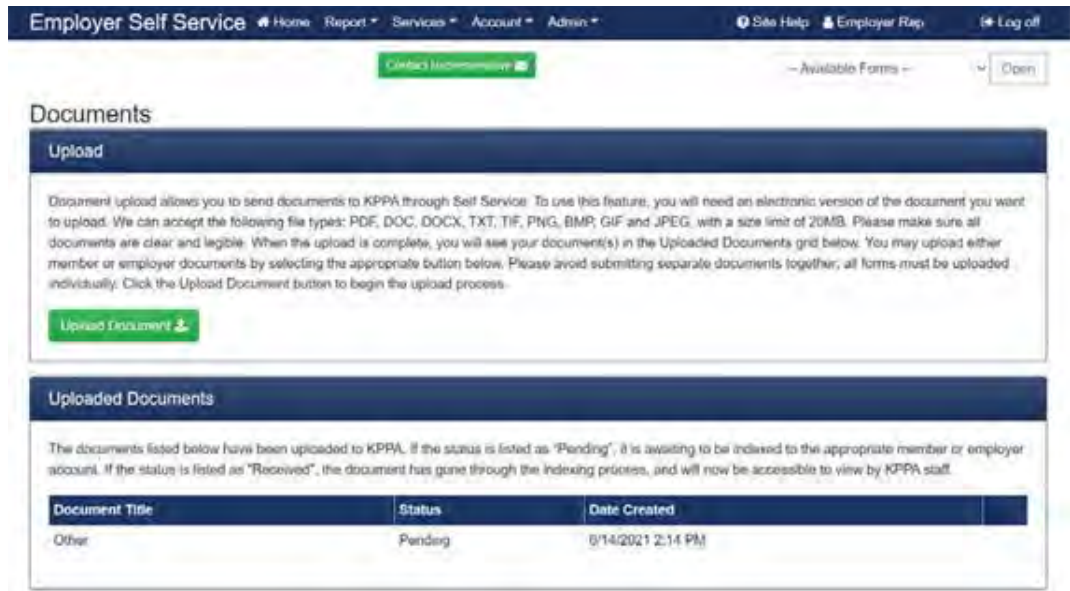 Employer Self Service Home Report Services Account Admin Site Help Employer Rep Log off
Contact Representative -- Available Forms -- Open
Documents
Upload
Document upload allows you to send documents to KPPA through Self Service. To use this feature, you will need an electronic version of the document you want
to upload. We can accept the following file types: PDF, DOC, DOCX, TXT, TIF, PNG, BMP, GIF and JPEG, with a size limit of 20MB. Please make sure all
documents are clear and legible. When the upload is complete, you will see your document(s) in the Uploaded Documents grid below. You may upload either
member or employer documents by selecting the appropriate button below. Please avoid submitting separate documents together, all forms must be uploaded
individually. Click the Upload Document button to begin the upload process.
Upload Document
Uploaded Documents
The documents listed below have been uploaded to KPPA. If the status is listed as "Pending", it is awaiting to be indexed to the appropriate member or employer
account. If the status is listed as "Received", the document has gone through the indexing process, and will now be accessible to view by KPPA staff.
Document Title Status Date Created
Other Pending 6/14/2021 2:14 PM